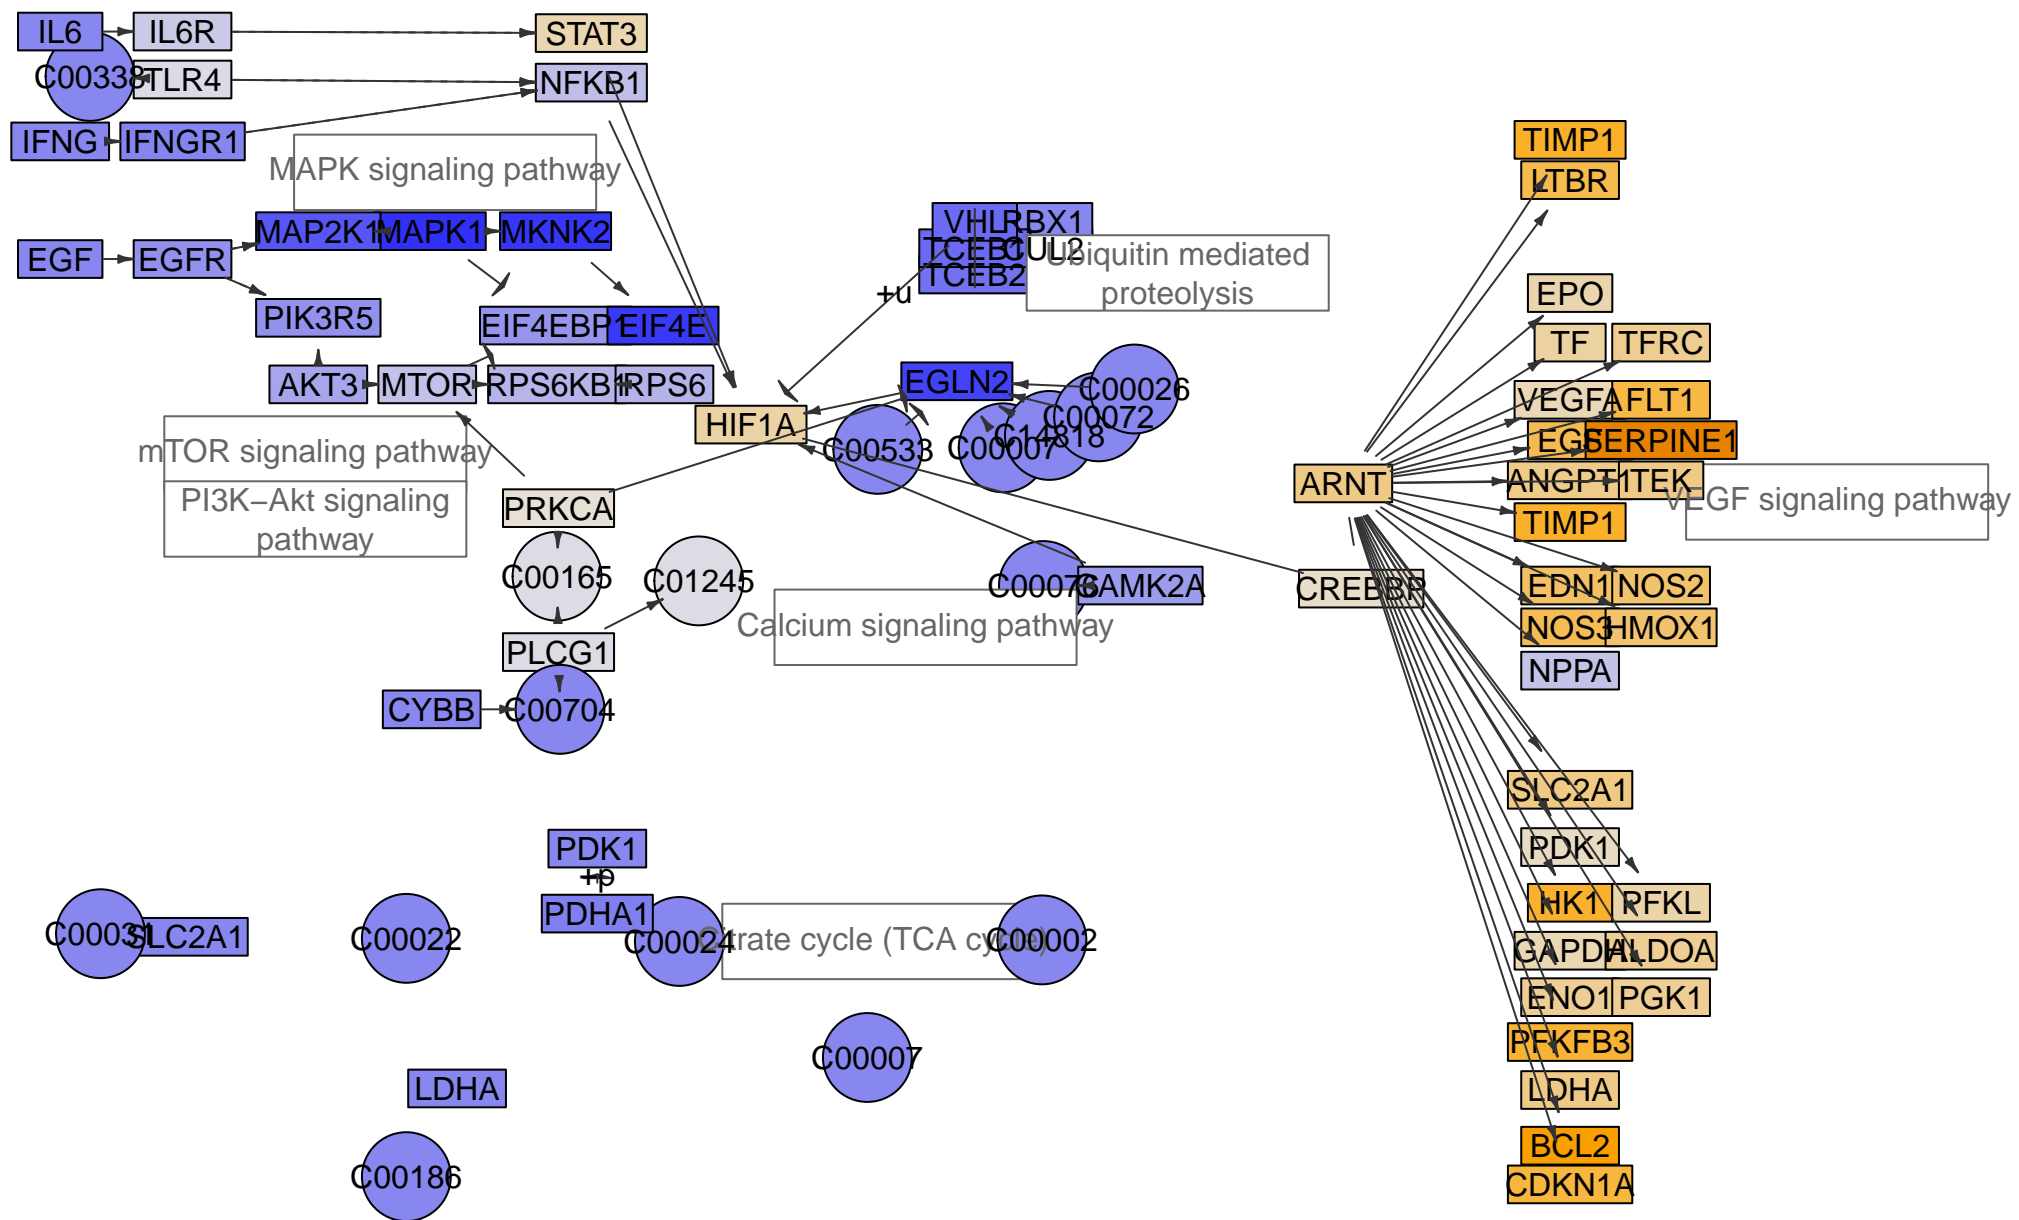 IL6
IL6R
STAT3
C00338
TLR4
NFKB1
IFNG
IFNGR1
MAPK signaling pathway
MAP2K1
MAPK1
MKNK2
EGF
EGFR
PIK3R5
EIF4EBP1
EIF4E
AKT3
MTOR
RPS6KB1
RPS6
mTOR signaling pathway
PI3K−Akt signaling
pathway
PRKCA
C00165
C01245
PLCG1
CYBB
C00704
HIF1A
VHL
RBX1
TCEB1
CUL2
TCEB2
Ubiquitin mediated
proteolysis
+u
EGLN2
C00533
C00007
C14818
C00072
C00026
C00076
CAMK2A
Calcium signaling pathway
ARNT
CREBBP
TIMP1
LTBR
EPO
TF
TFRC
VEGFA
FLT1
EGF
SERPINE1
ANGPT1
TEK
VEGF signaling pathway
TIMP1
EDN1
NOS2
NOS3
HMOX1
NPPA
SLC2A1
PDK1
HK1
PFKL
GAPDH
ALDOA
ENO1
PGK1
PFKFB3
LDHA
BCL2
CDKN1A
PDK1
+p
PDHA1
C00031
SLC2A1
C00022
C00024
Citrate cycle (TCA cycle)
C00002
C00007
LDHA
C00186